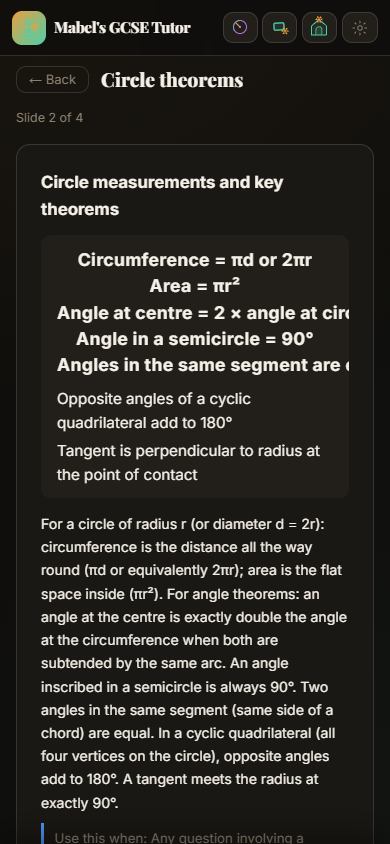 Mabel's GCSE Tutor
← Back
Circle theorems
Slide 2 of 4
Circle measurements and key
theorems
Circumference = πd or 2πr
Area = πr²
Angle at centre = 2 × angle at circ
Angle in a semicircle = 90°
Angles in the same segment are e
Opposite angles of a cyclic
quadrilateral add to 180°
Tangent is perpendicular to radius at
the point of contact
For a circle of radius r (or diameter d = 2r):
circumference is the distance all the way
round (πd or equivalently 2πr); area is the flat
space inside (πr²). For angle theorems: an
angle at the centre is exactly double the angle
at the circumference when both are
subtended by the same arc. An angle
inscribed in a semicircle is always 90°. Two
angles in the same segment (same side of a
chord) are equal. In a cyclic quadrilateral (all
four vertices on the circle), opposite angles
add to 180°. A tangent meets the radius at
exactly 90°.
Use this when: Any question involving a